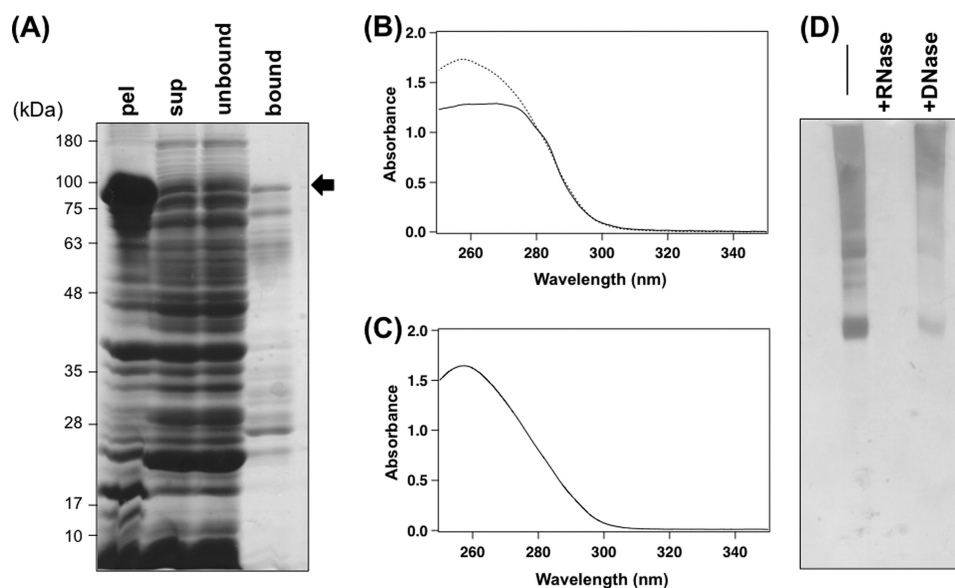 (A)
pel
sup
unbound
bound
(kDa)
180
100
75
63
48
35
28
17
10
(B)
2.0
1.5
1.0
0.5
0.0
Absorbance
260 280 300 320 340
Wavelength (nm)
(C)
2.0
1.5
1.0
0.5
0.0
Absorbance
260 280 300 320 340
Wavelength (nm)
(D)
+RNase
+DNase